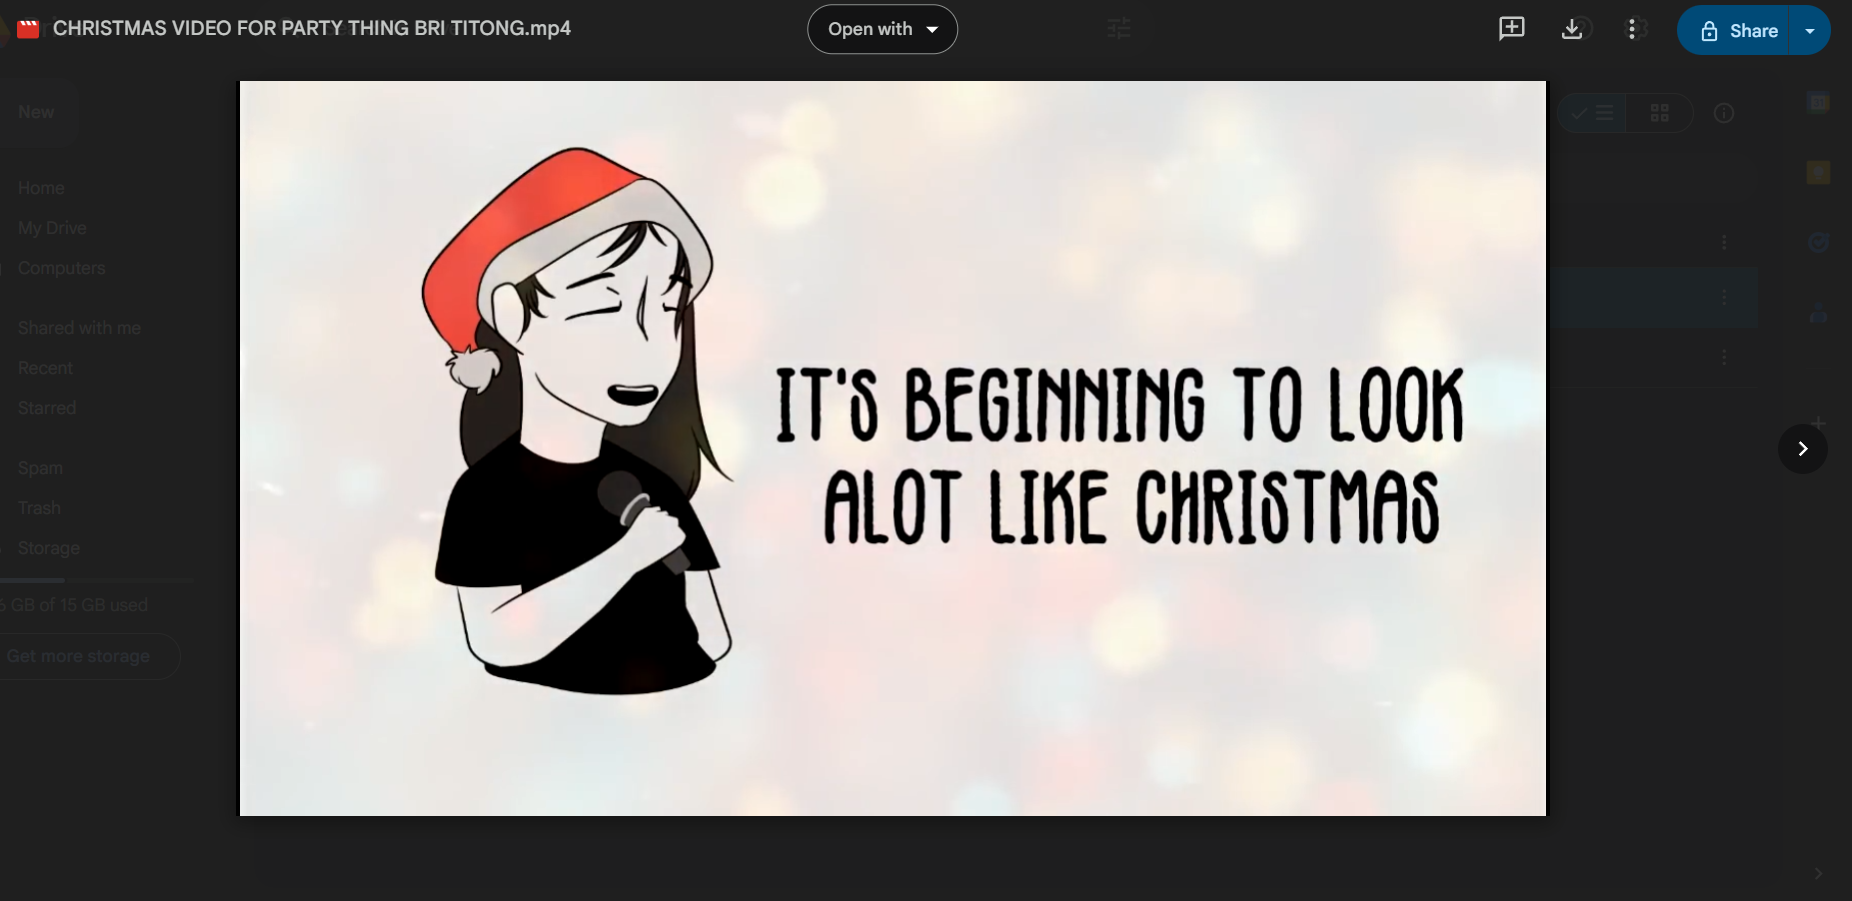 CHRISTMAS VIDEO FOR PARTY THING BRI TITONG.mp4
Open with
Share
New
Home
My Drive
Computers
Shared with me
Recent
Starred
Spam
Trash
Storage
GB of 15 GB used
Get more storage
IT'S BEGINNING TO LOOK
ALOT LIKE CHRISTMAS